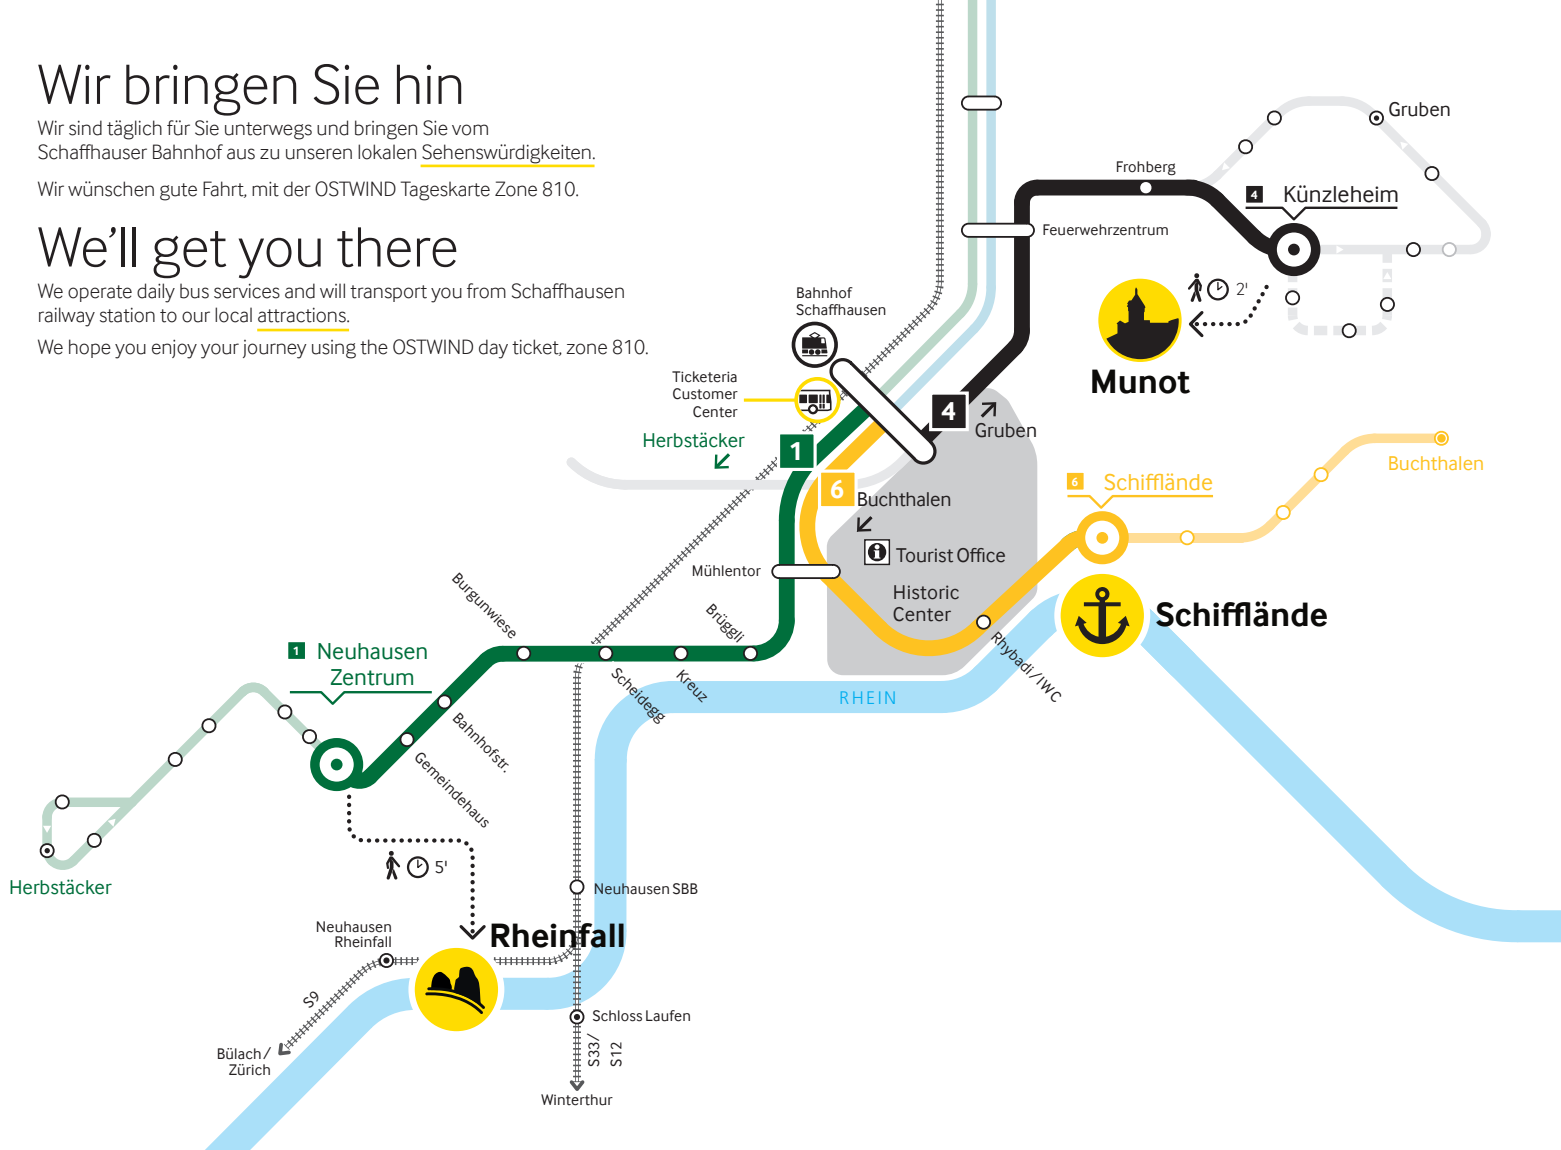 Wir bringen Sie hin
Wir sind täglich für Sie unterwegs und bringen Sie vom
Schaffhauser Bahnhof aus zu unseren lokalen Sehenswürdigkeiten.
Wir wünschen gute Fahrt, mit der OSTWIND Tageskarte Zone 810.
We’ll get you there
We operate daily bus services and will transport you from Schaffhausen
railway station to our local attractions.
We hope you enjoy your journey using the OSTWIND day ticket, zone 810.
Gruben
Frohberg
4 Künzleheim
Feuerwehrzentrum
2'
Munot
Bahnhof
Schaffhausen
Ticketeria
Customer
Center
Herbstäcker
1
4
Gruben
6
Buchthalen
Tourist Office
Historic
Center
Mühlentor
6 Schifflände
Buchthalen
Schifflände
Rhybadi/IWC
RHEIN
Burgunwiese
Brüggli
Scheidegg
Kreuz
1 Neuhausen
Zentrum
Bahnhofstr.
Gemeindehaus
Herbstäcker
5'
Neuhausen SBB
Neuhausen
Rheinfall
Rheinfall
S9
Bülach/
Zürich
Schloss Laufen
S33/
S12
Winterthur